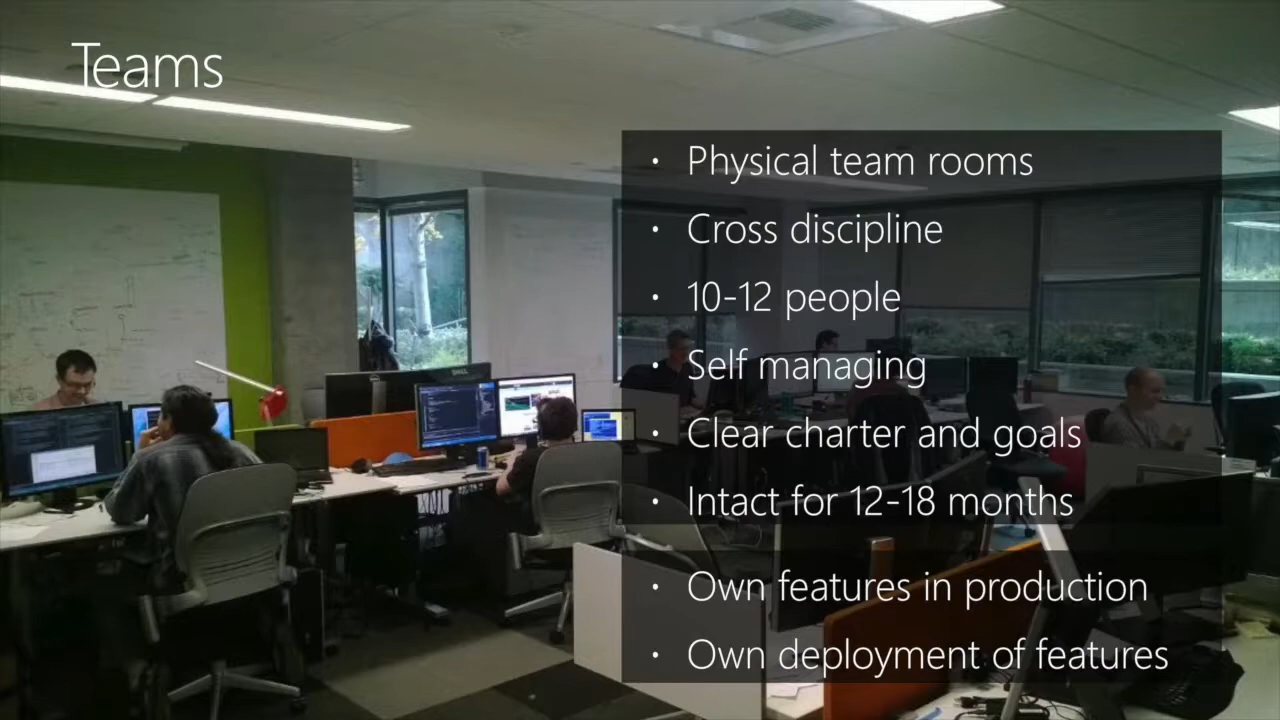 Teams
• Physical team rooms
• Cross discipline
• 10-12 people
• Self managing
• Clear charter and goals
• Intact for 12-18 months
• Own features in production
• Own deployment of features
DELL